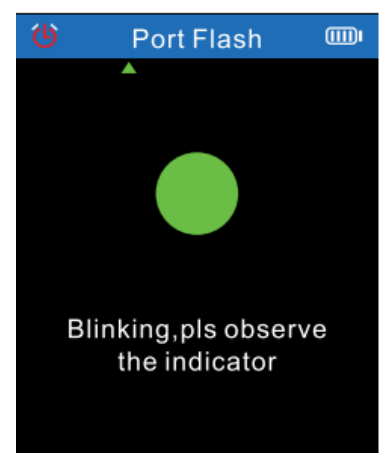 Port Flash
Blinking,pls observe
the indicator